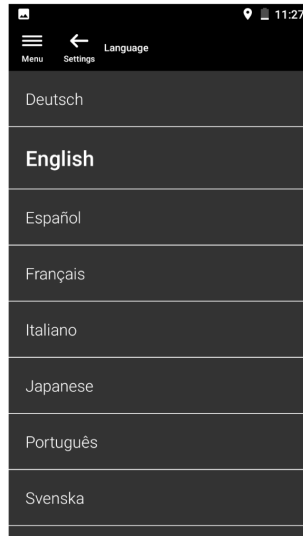 11:27
Menu Settings Language
Deutsch
English
Español
Français
Italiano
Japanese
Português
Svenska